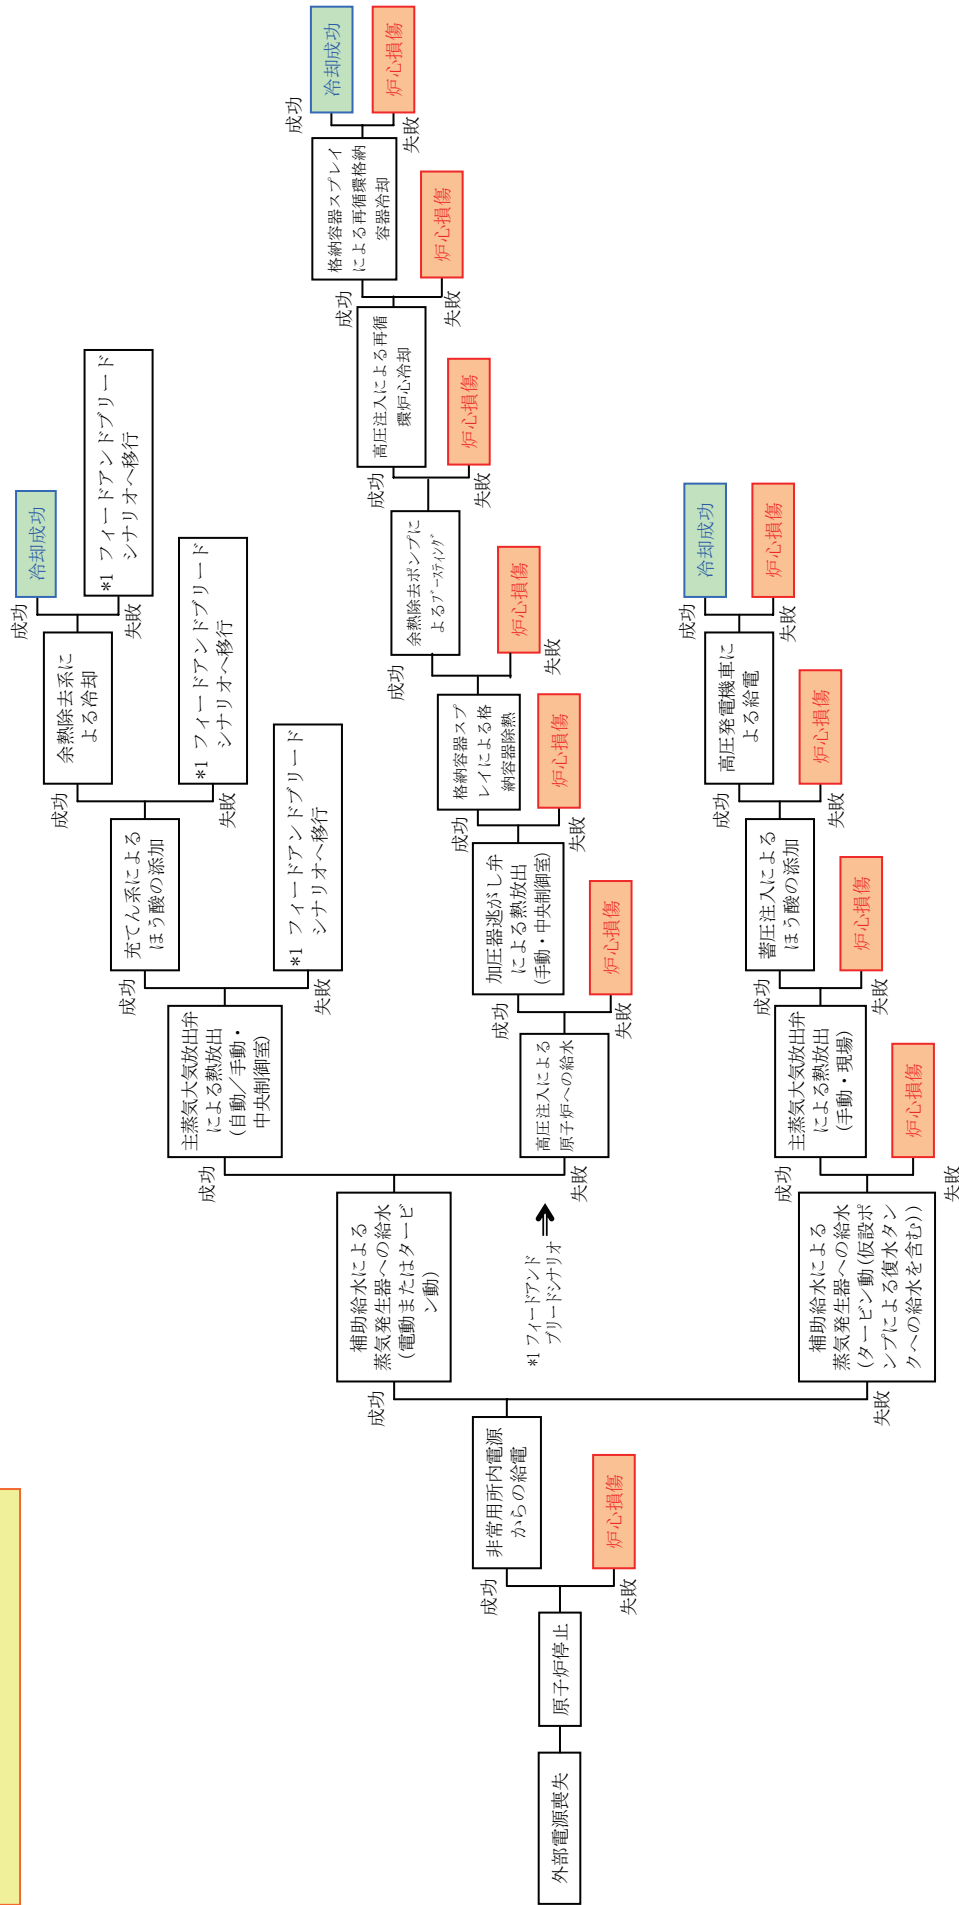 外部電源喪失
原子炉停止
成功
失敗
炉心損傷
非常用所内電源
からの給電
成功
失敗
補助給水による
蒸気発生器への給水
(電動またはタービ
ン動)
成功
失敗
主蒸気大気放出弁
による熱放出
(自動/手動・
中央制御室)
成功
失敗
*1 フィードアンドブリード
シナリオへ移行
充てん系による
ほう酸の添加
成功
失敗
*1 フィードアンドブリード
シナリオへ移行
余熱除去系に
よる冷却
成功
失敗
冷却成功
*1 フィードアンドブリード
シナリオへ移行
*1 フィードアンド
ブリードシナリオ
高圧注入による
原子炉への給水
成功
失敗
炉心損傷
加圧器逃がし弁
による熱放出
(手動・中央制御室)
成功
失敗
炉心損傷
格納容器スプ
レイによる格
納容器除熱
成功
失敗
炉心損傷
余熱除去ポンプに
よるブースティング
成功
失敗
炉心損傷
高圧注入による再循
環炉心冷却
成功
失敗
炉心損傷
格納容器スプレイ
による再循環格納
容器冷却
成功
失敗
冷却成功
炉心損傷
補助給水による
蒸気発生器への給水
(タービン動(仮設ポ
ンプによる復水タン
クへの給水を含む))
成功
失敗
炉心損傷
主蒸気大気放出弁
による熱放出
(手動・現場)
成功
失敗
炉心損傷
蓄圧注入による
ほう酸の添加
成功
失敗
炉心損傷
高圧発電機車に
よる給電
成功
失敗
冷却成功
炉心損傷